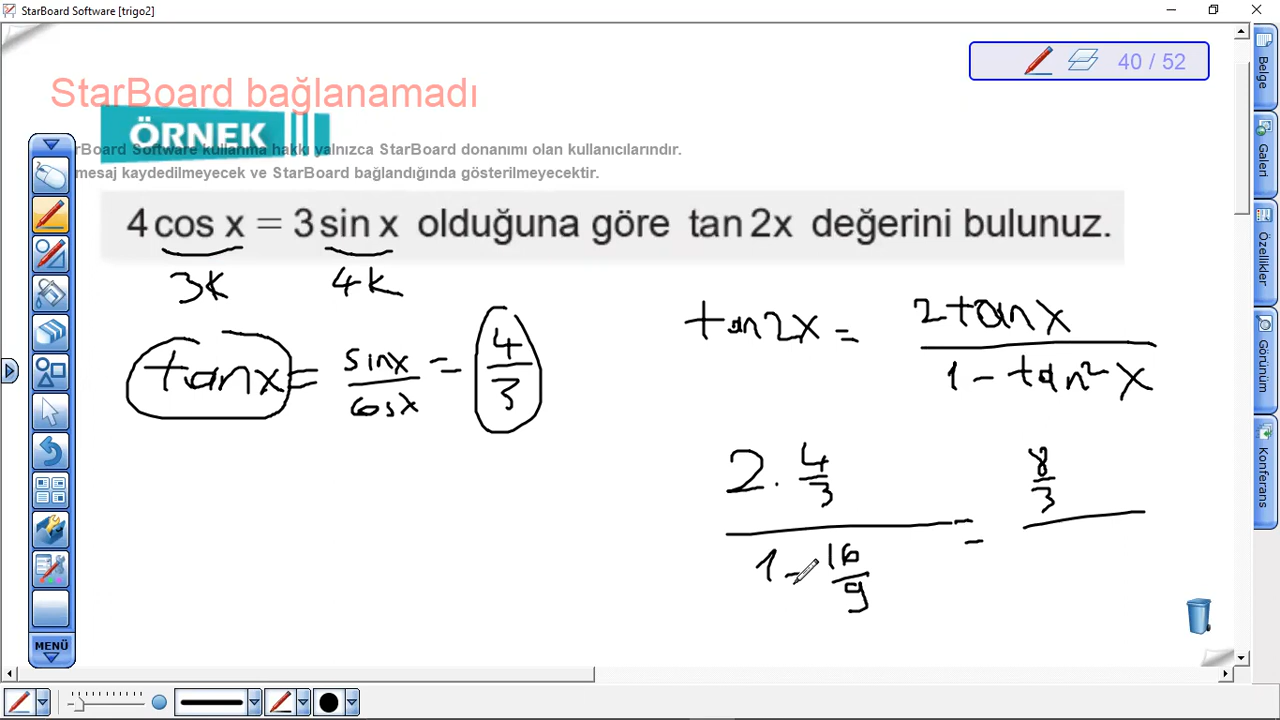 StarBoard Software [trigo2]
40 / 52
StarBoard bağlanamadı
ÖRNEK
rBoard Software kullanma hakkı yalnızca StarBoard donanımı olan kullanıcılarındır.
mesaj kaydedilmeyecek ve StarBoard bağlandığında gösterilmeyecektir.
4 cos x = 3 sin x olduğuna göre tan 2x değerini bulunuz.
3k 4k
tanx = sinx/cosx = 4/3
tan2x = 2tanx / 1 - tan²x
2 . 4/3 / 1 - 16/9 = 8/3
MENÜ
Belge
Galeri
Özellikler
Görünüm
Konferans